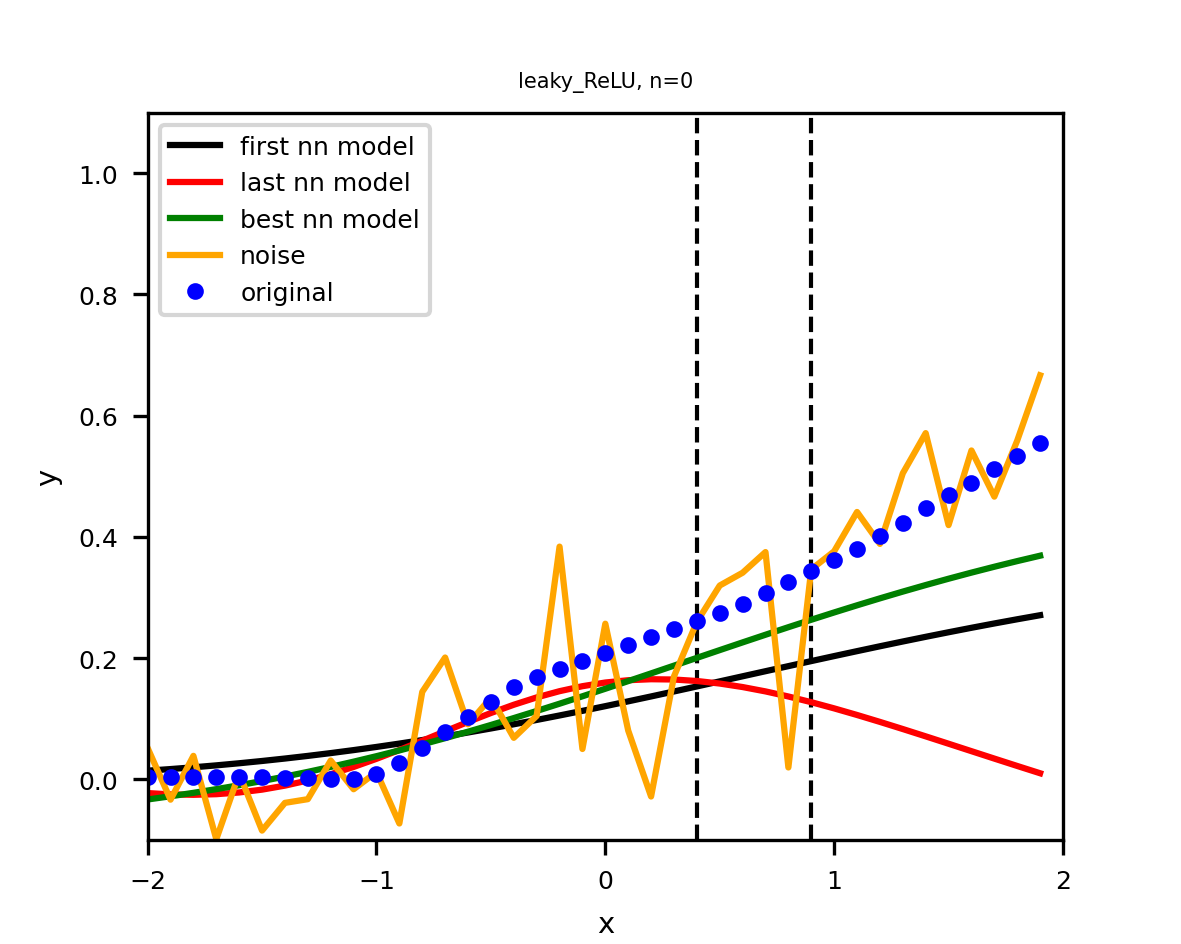 leaky_ReLU, n=0
first nn model
last nn model
best nn model
noise
original
1.0
0.8
0.6
0.4
0.2
0.0
y
−2
−1
0
1
2
x